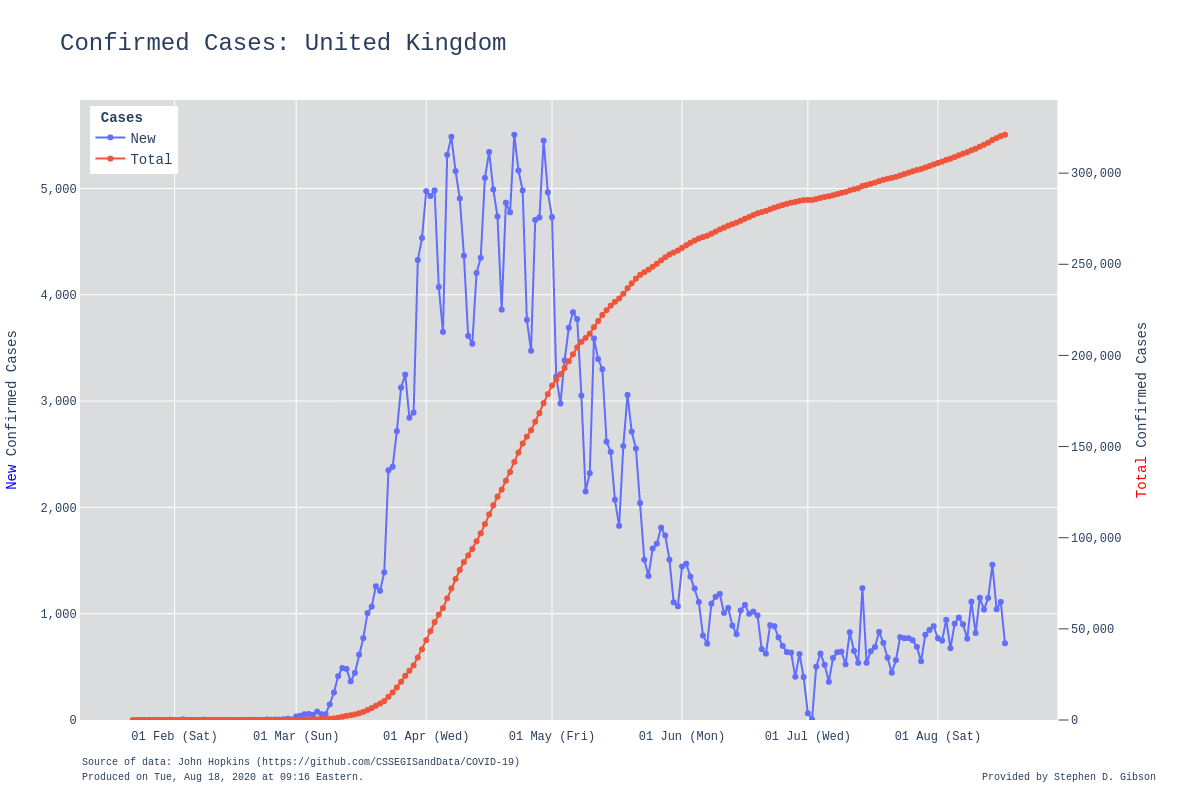 Confirmed Cases: United Kingdom
Cases
New
Total
5,000
4,000
3,000
2,000
1,000
0
300,000
250,000
200,000
150,000
100,000
50,000
0
New Confirmed Cases
Total Confirmed Cases
01 Feb (Sat)
01 Mar (Sun)
01 Apr (Wed)
01 May (Fri)
01 Jun (Mon)
01 Jul (Wed)
01 Aug (Sat)
Source of data: John Hopkins (https://github.com/CSSEGISandData/COVID-19)
Produced on Tue, Aug 18, 2020 at 09:16 Eastern.
Provided by Stephen D. Gibson